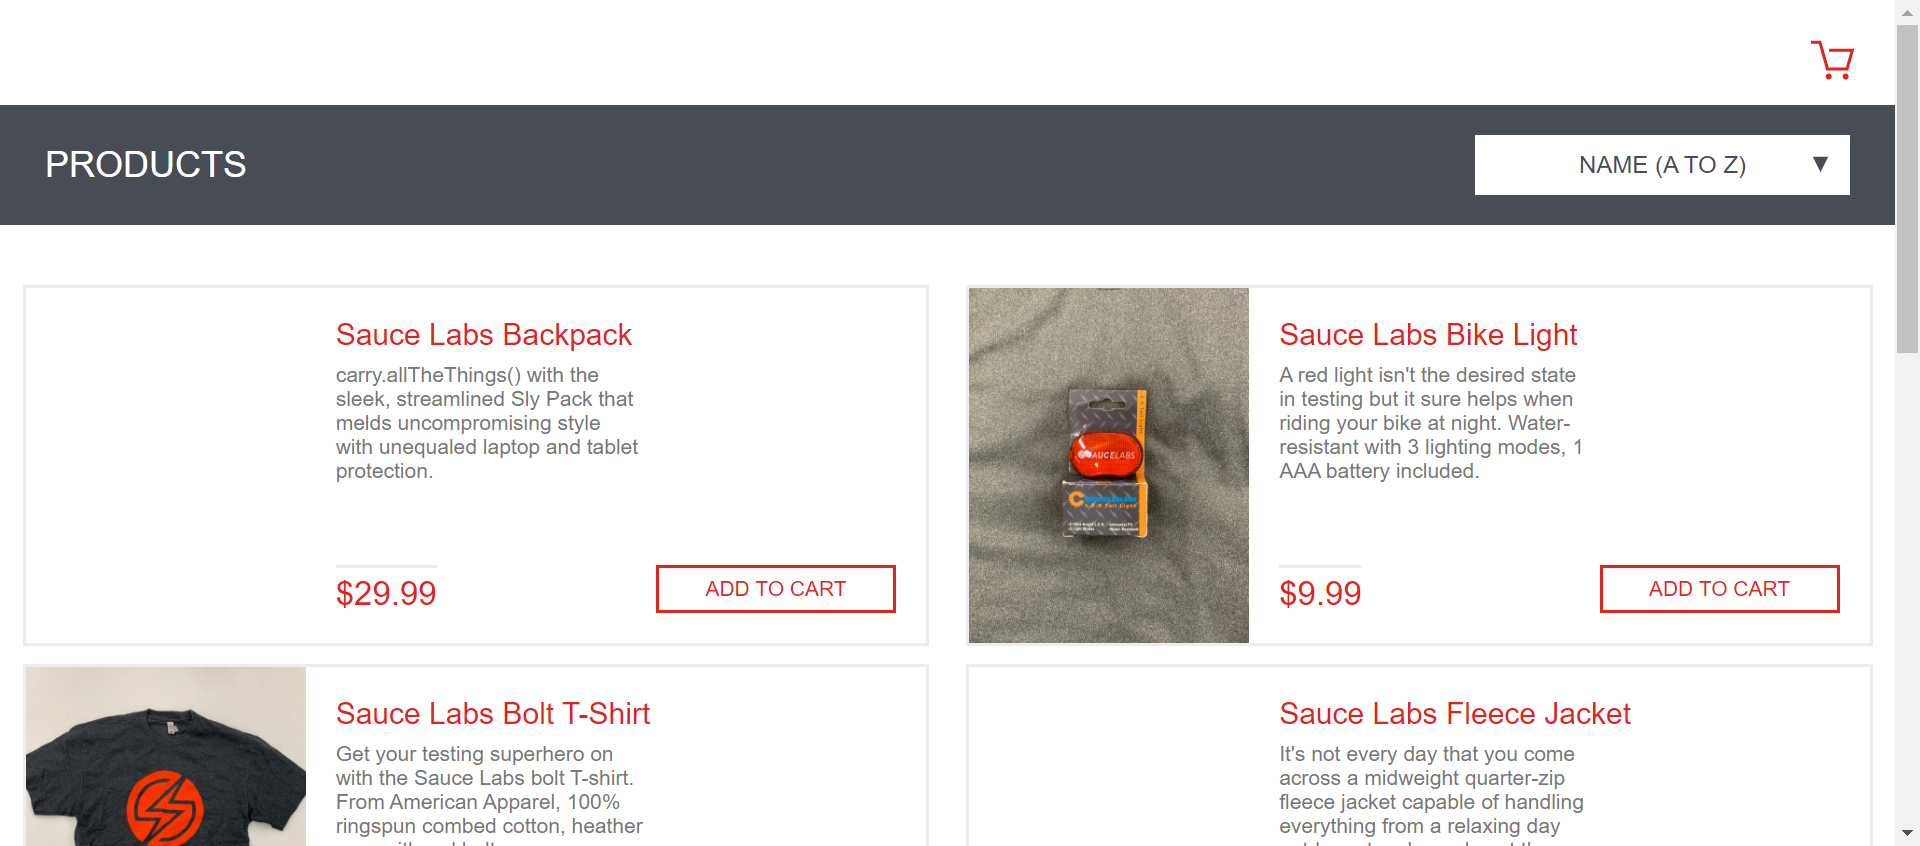 PRODUCTS
NAME (A TO Z)
Sauce Labs Backpack
carry.allTheThings() with the
sleek, streamlined Sly Pack that
melds uncompromising style
with unequaled laptop and tablet
protection.
$29.99
ADD TO CART
SAUCELABS
Sauce Labs Bike Light
A red light isn't the desired state
in testing but it sure helps when
riding your bike at night. Water-
resistant with 3 lighting modes, 1
AAA battery included.
$9.99
ADD TO CART
Sauce Labs Bolt T-Shirt
Get your testing superhero on
with the Sauce Labs bolt T-shirt.
From American Apparel, 100%
ringspun combed cotton, heather
Sauce Labs Fleece Jacket
It's not every day that you come
across a midweight quarter-zip
fleece jacket capable of handling
everything from a relaxing day